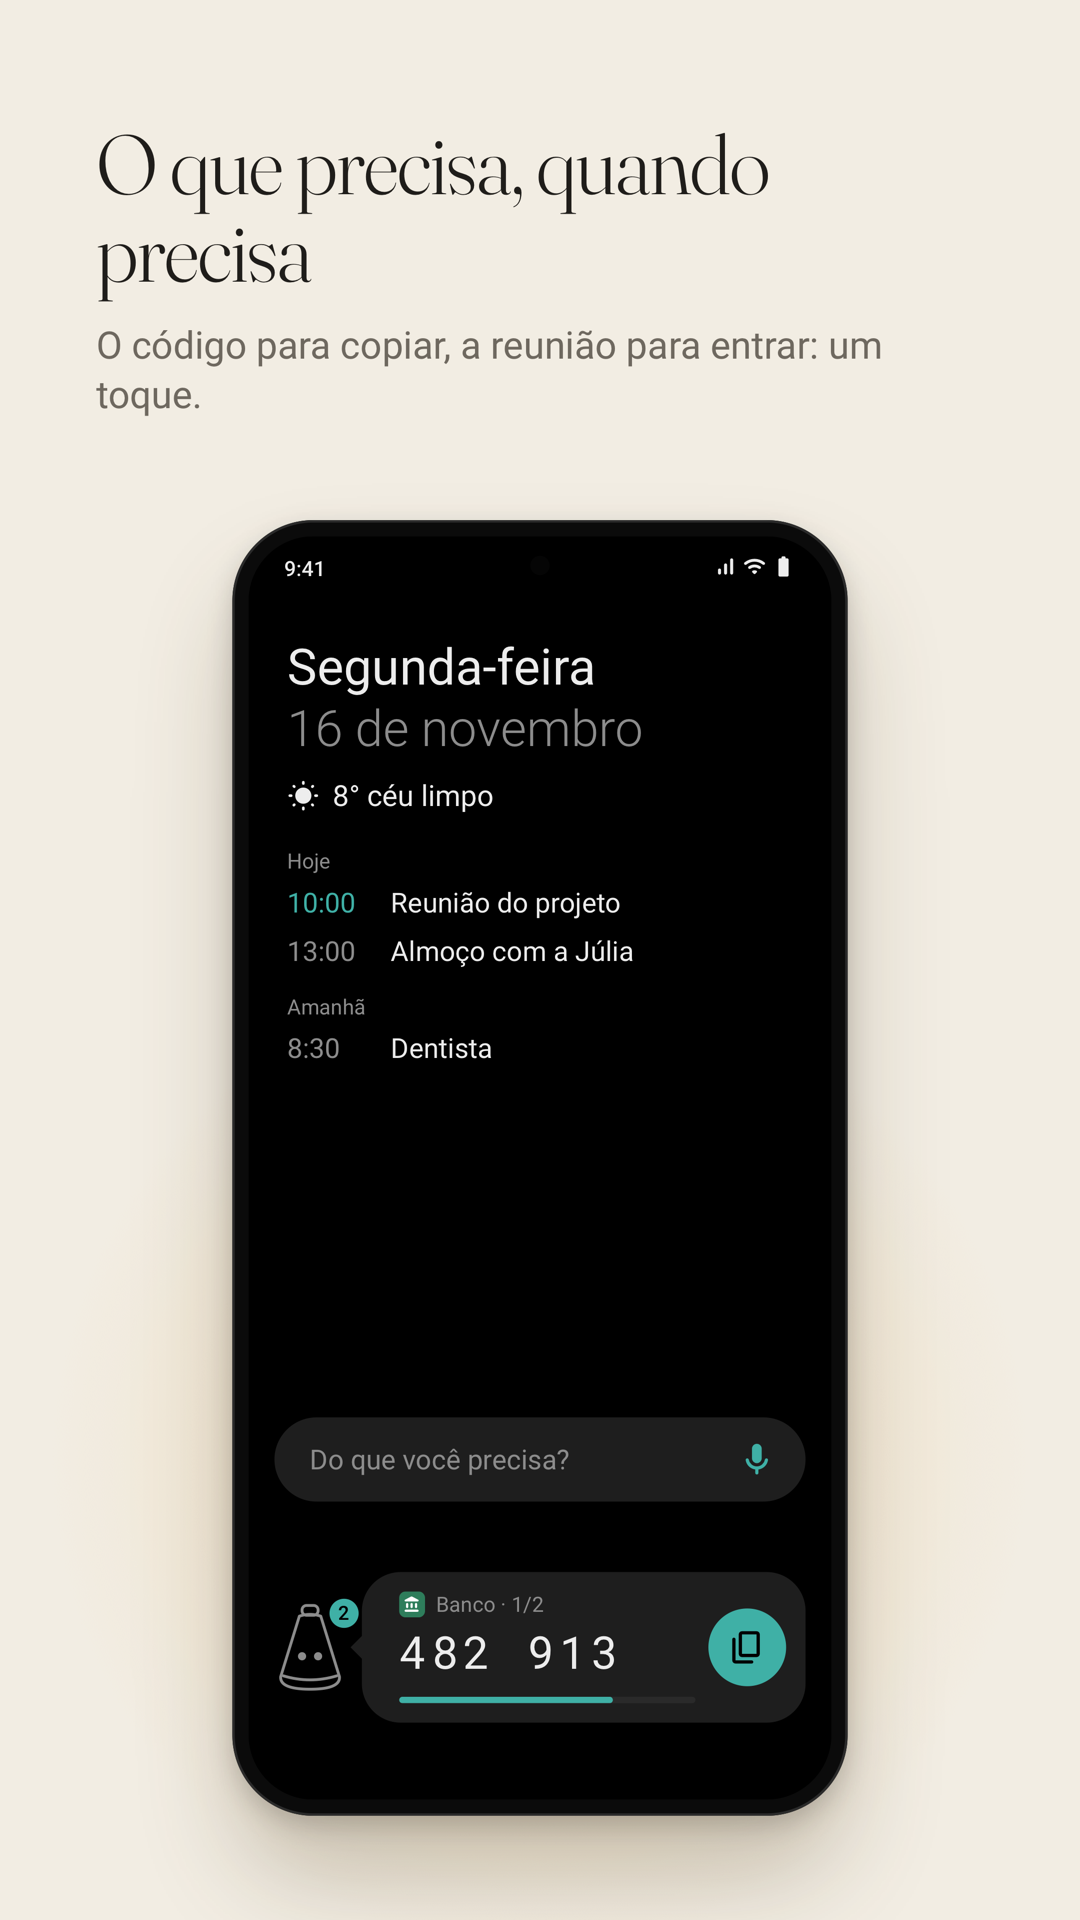 O que precisa, quando
precisa
O código para copiar, a reunião para entrar: um
toque.
9:41
Segunda-feira
16 de novembro
8° céu limpo
Hoje
10:00 Reunião do projeto
13:00 Almoço com a Júlia
Amanhã
8:30 Dentista
Do que você precisa?
2
Banco · 1/2
482 913